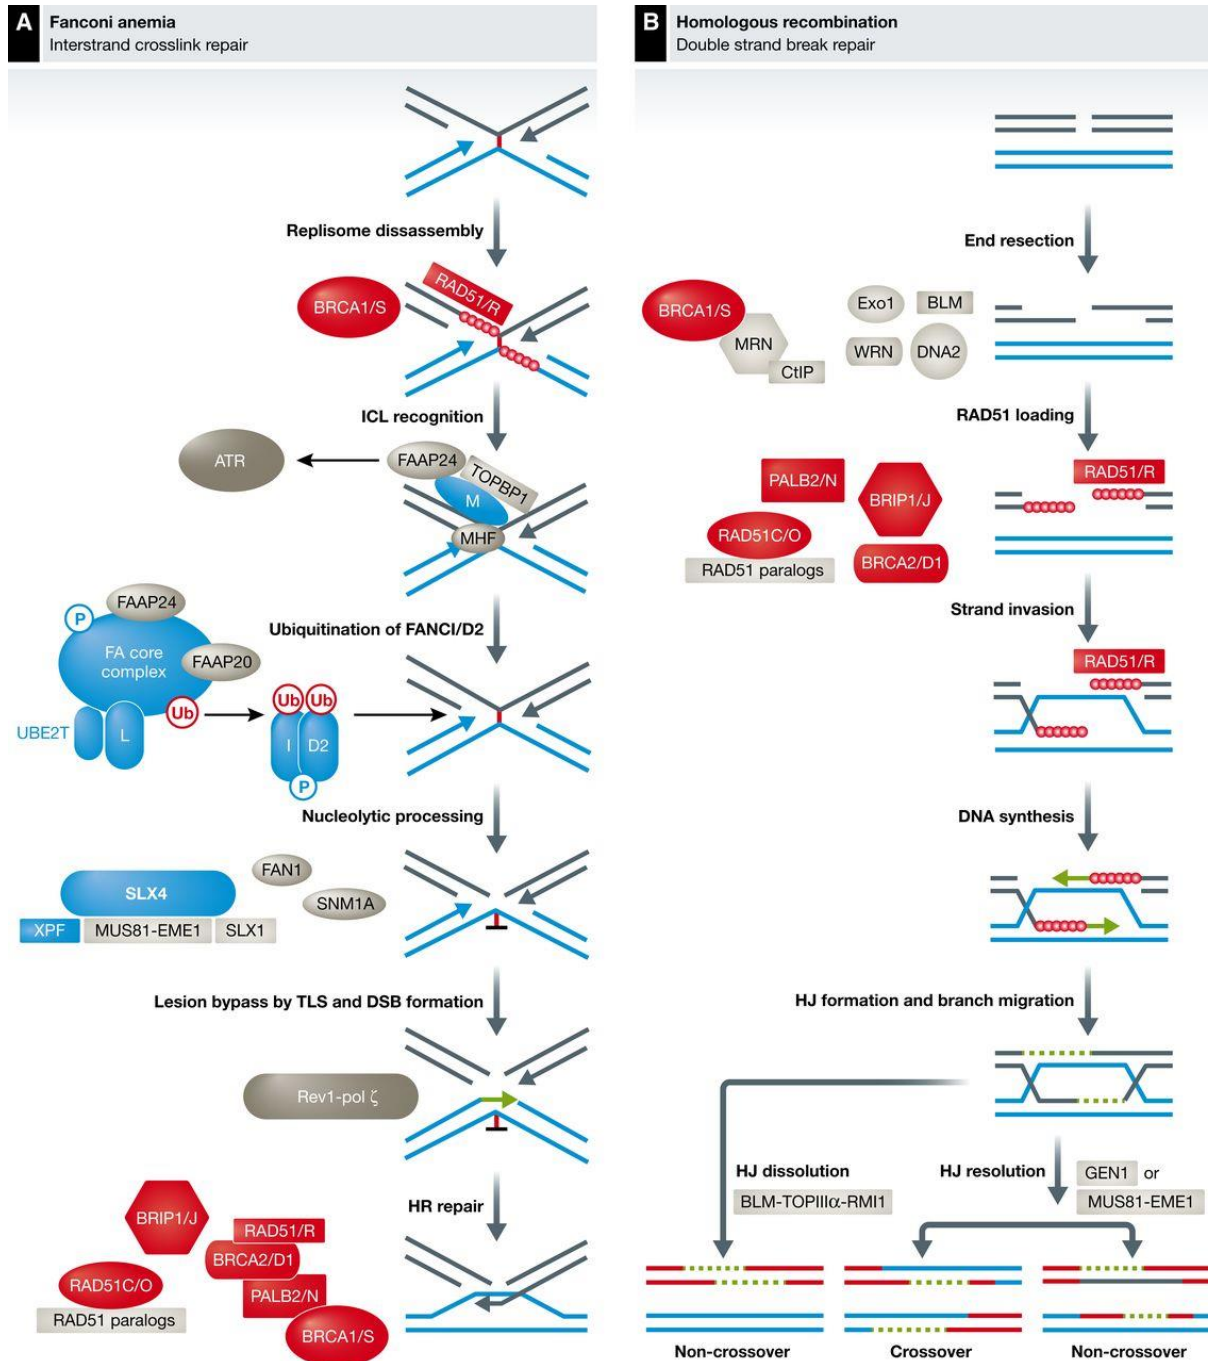 A
Fanconi anemia
Interstrand crosslink repair
Replisome dissassembly
BRCA1/S
RAD51/R
ICL recognition
ATR
FAAP24
TOPBP1
M
MHF
Ubiquitination of FANCI/D2
FAAP24
P
FA core
complex
FAAP20
Ub
UBE2T
L
Ub
Ub
I
D2
P
Nucleolytic processing
FAN1
SNM1A
SLX4
XPF
MUS81-EME1
SLX1
Lesion bypass by TLS and DSB formation
Rev1-pol ζ
HR repair
BRIP1/J
RAD51/R
BRCA2/D1
RAD51C/O
PALB2/N
RAD51 paralogs
BRCA1/S
B
Homologous recombination
Double strand break repair
End resection
BRCA1/S
MRN
CtIP
Exo1
BLM
WRN
DNA2
RAD51 loading
PALB2/N
BRIP1/J
RAD51/R
RAD51C/O
RAD51 paralogs
BRCA2/D1
Strand invasion
RAD51/R
DNA synthesis
HJ formation and branch migration
HJ dissolution
BLM-TOPIIIα-RMI1
HJ resolution
GEN1 or
MUS81-EME1
Non-crossover
Crossover
Non-crossover